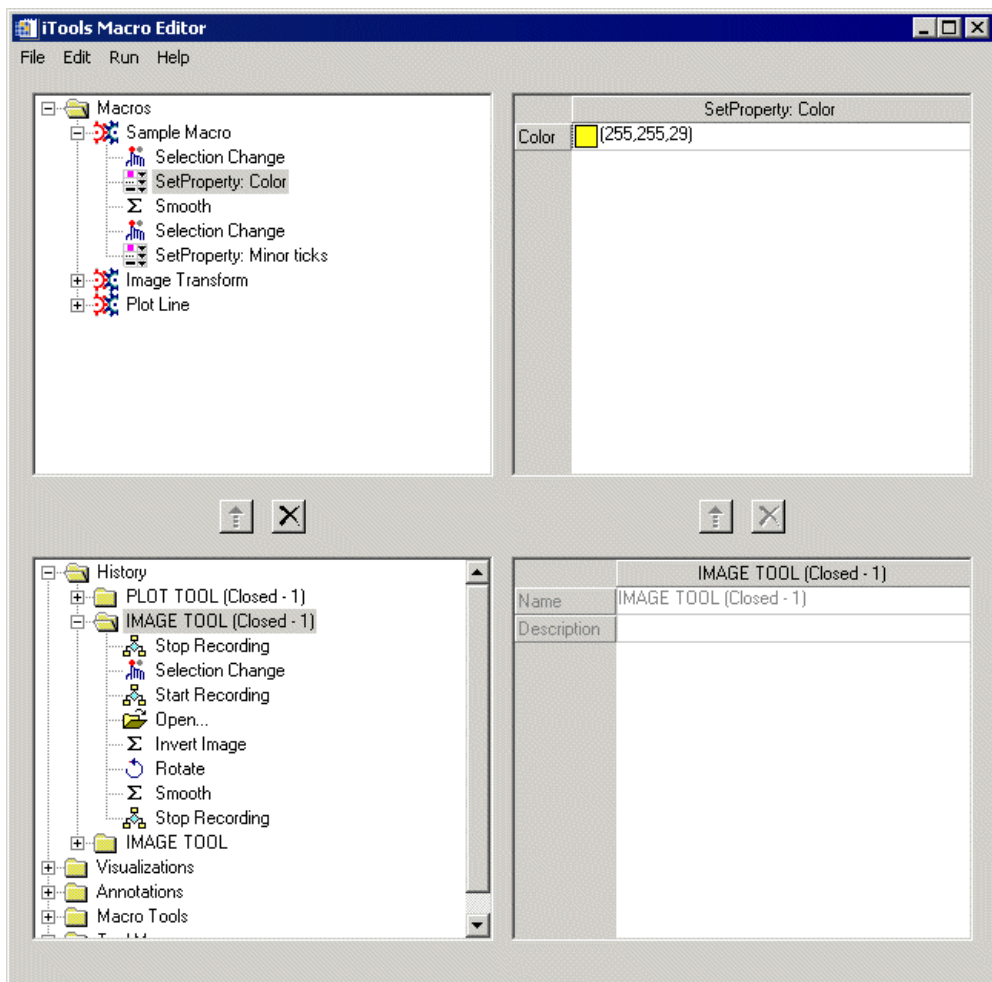 iTools Macro Editor
File Edit Run Help
Macros
Sample Macro
Selection Change
SetProperty: Color
Smooth
Selection Change
SetProperty: Minor ticks
Image Transform
Plot Line
SetProperty: Color
Color (255,255,29)
History
PLOT TOOL (Closed - 1)
IMAGE TOOL (Closed - 1)
Stop Recording
Selection Change
Start Recording
Open...
Invert Image
Rotate
Smooth
Stop Recording
IMAGE TOOL
Visualizations
Annotations
Macro Tools
IMAGE TOOL (Closed - 1)
Name IMAGE TOOL (Closed - 1)
Description